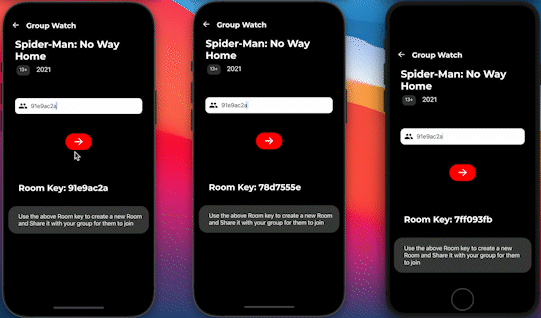 Group Watch
Spider-Man: No Way
Home
13+ 2021
91e9ac2a
Room Key: 91e9ac2a
Use the above Room key to create a new Room
and Share it with your group for them to join
Group Watch
Spider-Man: No Way
Home
13+ 2021
91e9ac2a
Room Key: 78d7555e
Use the above Room key to create a new Room
and Share it with your group for them to join
Group Watch
Spider-Man: No Way
Home
13+ 2021
91e9ac2a
Room Key: 7ff093fb
Use the above Room key to create a new
Room and Share it with your group for them
to join